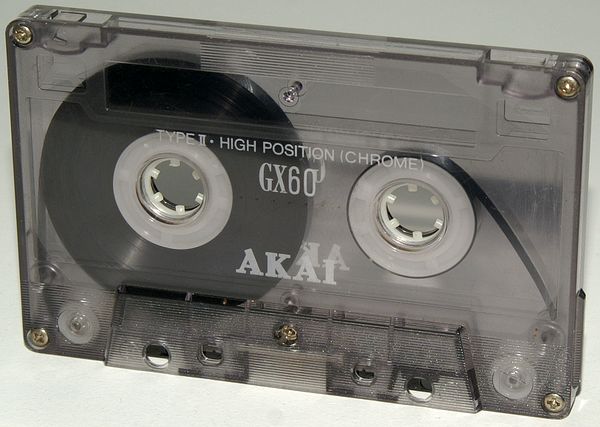 TYPE II · HIGH POSITION (CHROME)
GX60
AKAI